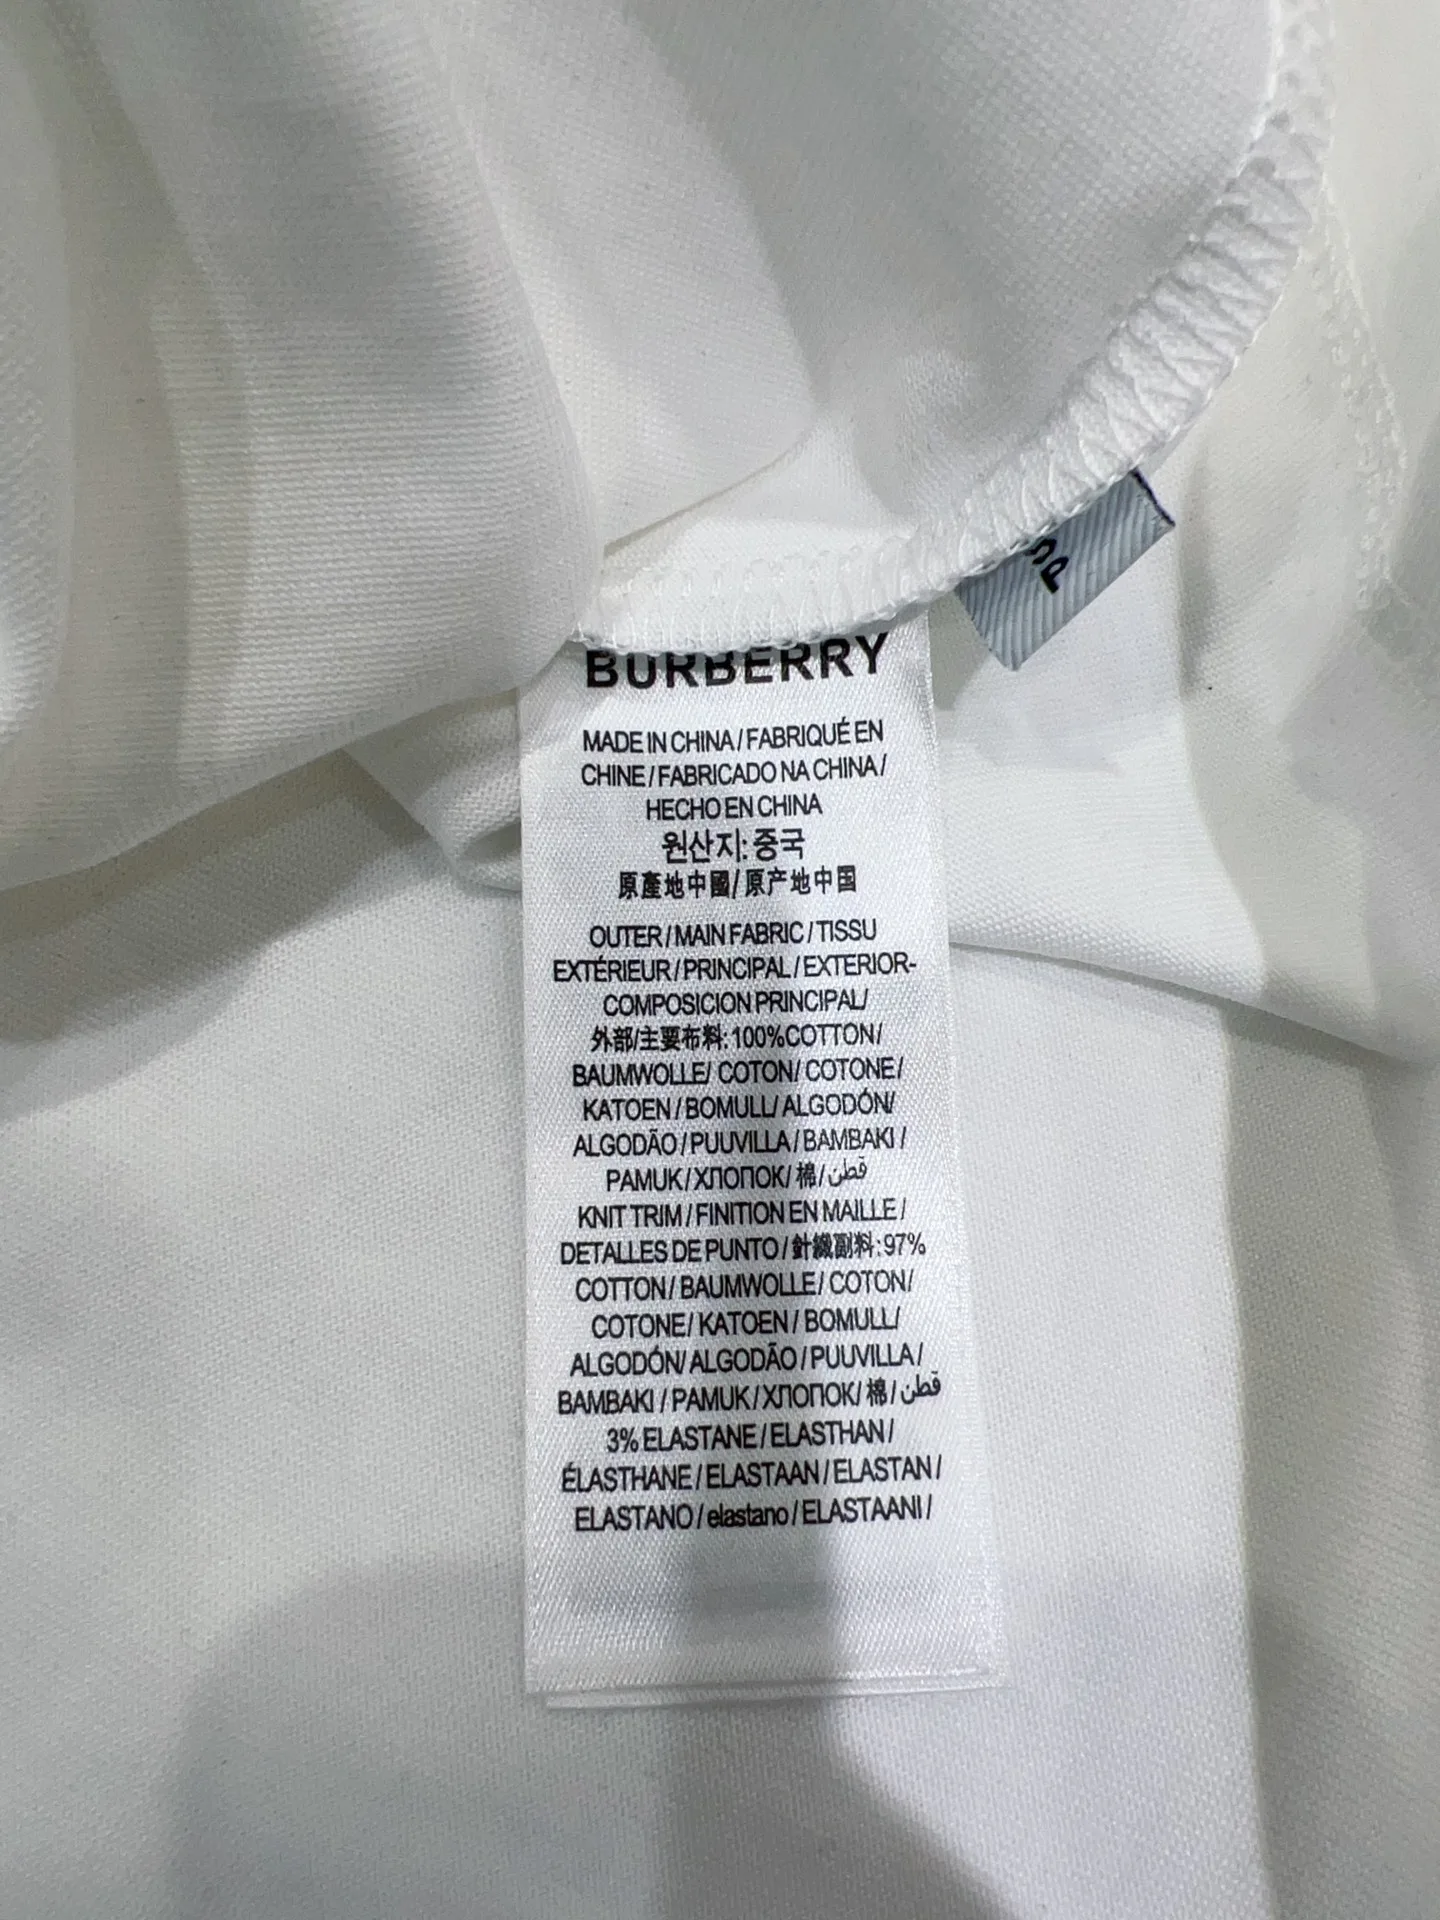 BURBERRY
MADE IN CHINA / FABRIQUÉ EN
CHINE / FABRICADO NA CHINA /
HECHO EN CHINA
원산지: 중국
原產地中國/ 原产地中国
OUTER / MAIN FABRIC / TISSU
EXTÉRIEUR / PRINCIPAL / EXTERIOR-
COMPOSICION PRINCIPAL/
外部/主要布料: 100%COTTON /
BAUMWOLLE/ COTON/ COTONE /
KATOEN / BOMULL/ ALGODÓN/
ALGODÃO / PUUVILLA / BAMBAKI /
PAMUK / ХЛОПОК/ 棉 / قطن
KNIT TRIM / FINITION EN MAILLE /
DETALLES DE PUNTO / 針織副料: 97%
COTTON / BAUMWOLLE / COTON /
COTONE/ KATOEN / BOMULL/
ALGODÓN/ ALGODÃO / PUUVILLA /
BAMBAKI / PAMUK / ХЛОПОК/ 棉 / قطن
3% ELASTANE / ELASTHAN /
ÉLASTHANE / ELASTAAN / ELASTAN /
ELASTANO / elastano / ELASTAANI /
SP